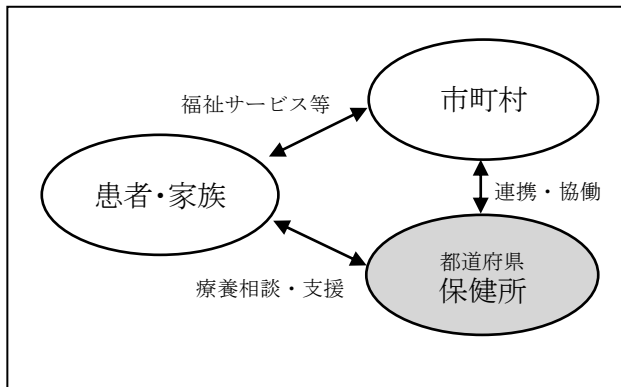 福祉サービス等
市町村
患者・家族
連携・協働
都道府県
保健所
療養相談・支援